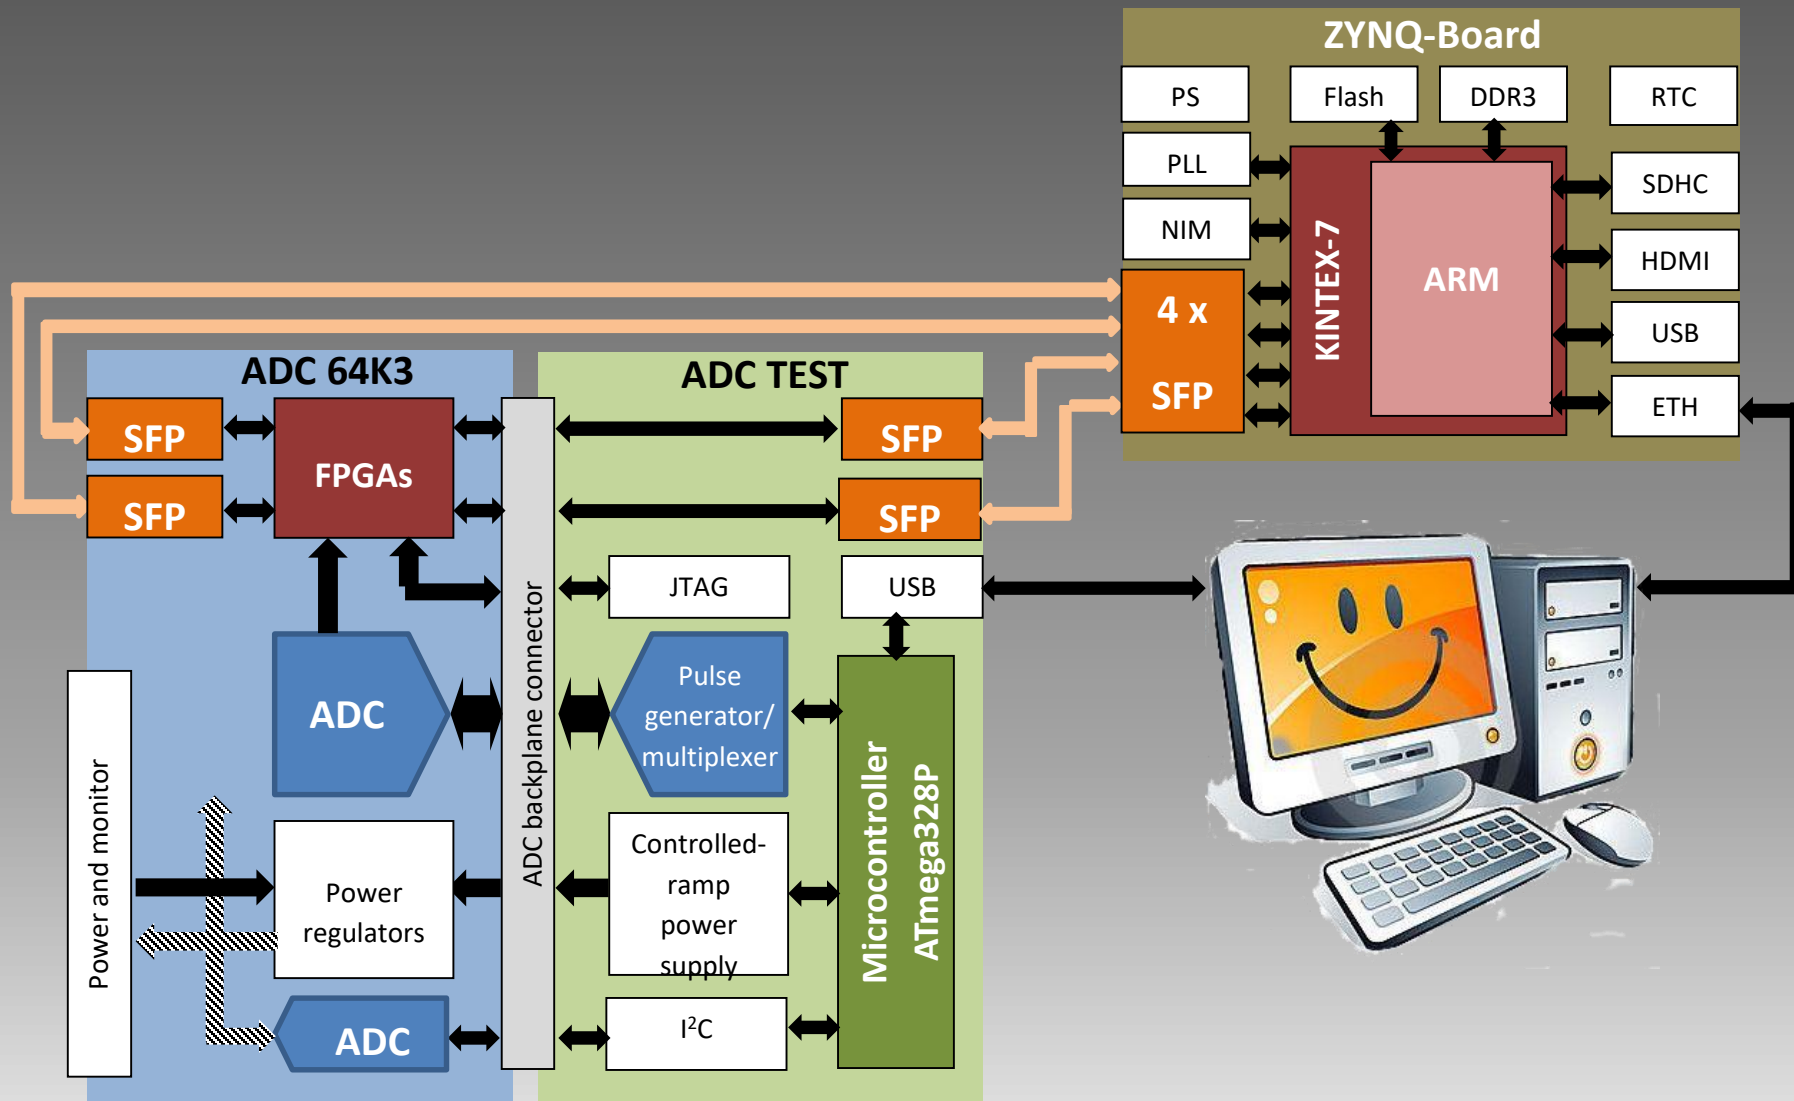 ZYNQ-Board
PS
Flash
DDR3
RTC
PLL
SDHC
NIM
HDMI
KINTEX-7
ARM
4 x
SFP
USB
ETH
ADC 64K3
ADC TEST
SFP
FPGAs
SFP
SFP
SFP
JTAG
USB
ADC backplane connector
ADC
Pulse
generator/
multiplexer
Microcontroller
ATmega328P
Power and monitor
Power
regulators
Controlled-
ramp
power
supply
ADC
I²C